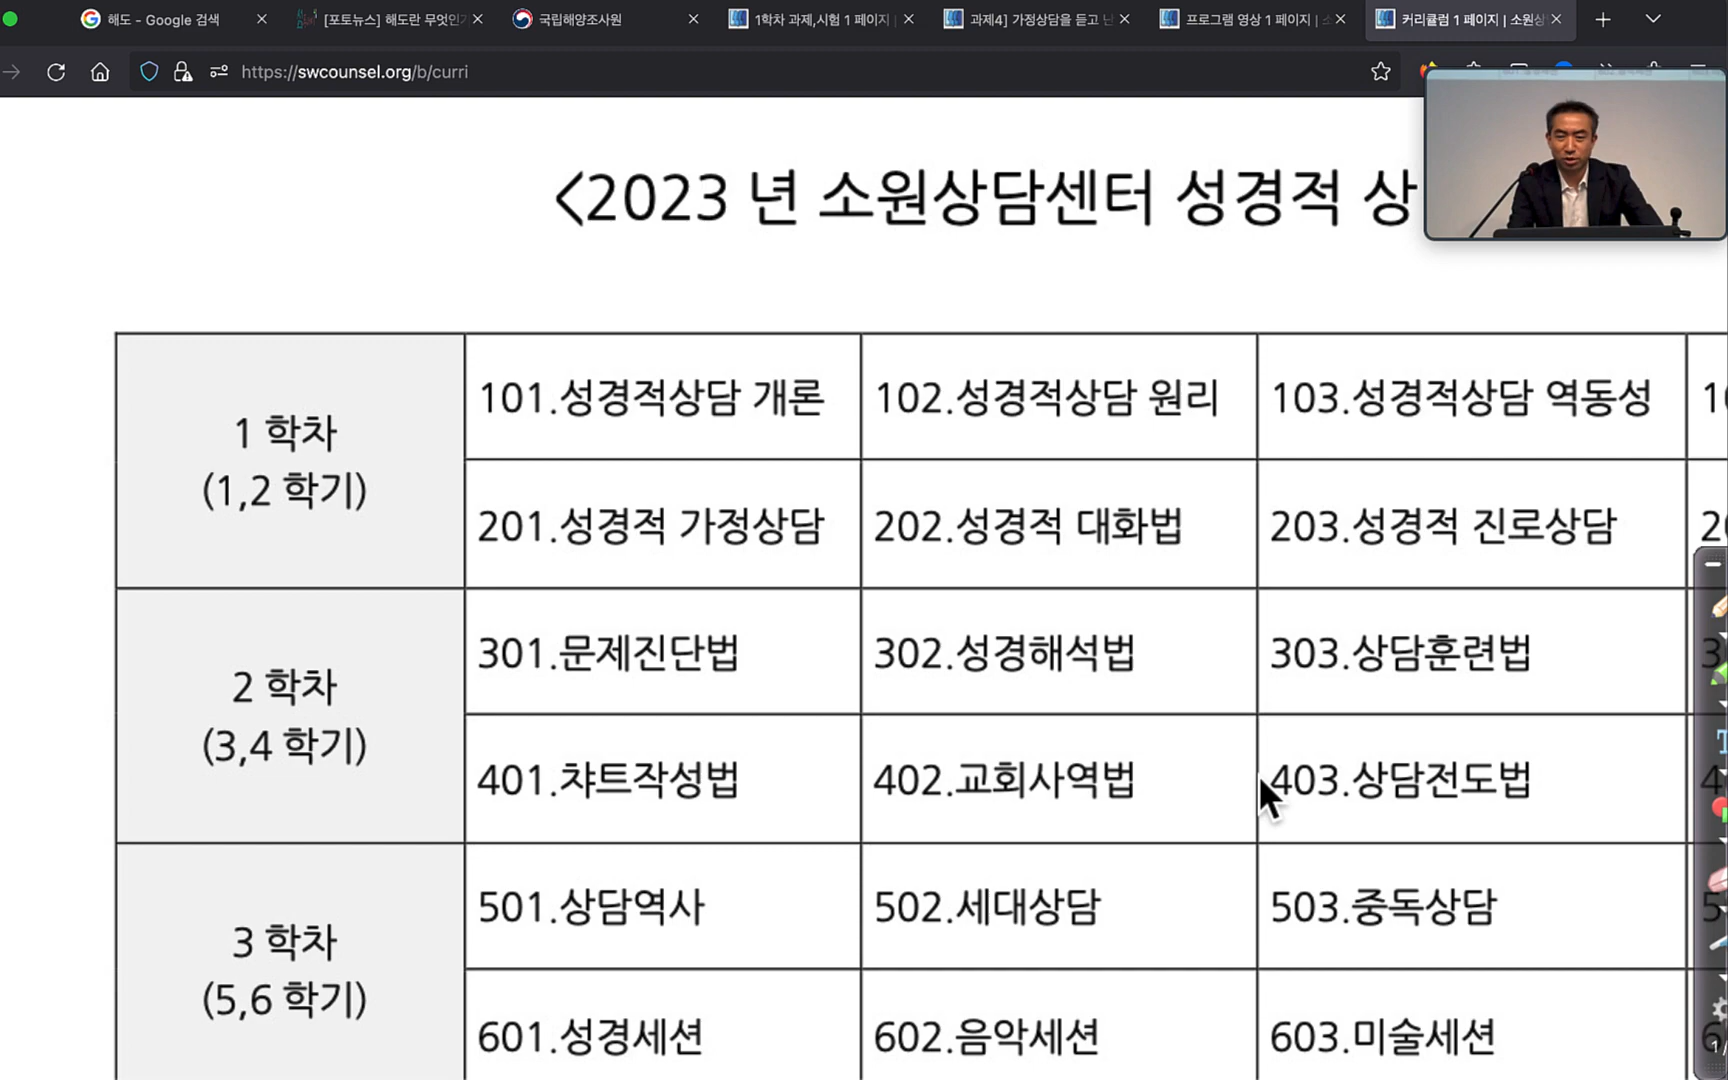 해도 - Google 검색
[포토뉴스] 해도란 무엇인
국립해양조사원
1학차 과제,시험 1 페이지 |
과제4] 가정상담을 듣고
프로그램 영상 1 페이지 |
커리큘럼 1 페이지 | 소원상
https://swcounsel.org/b/curri
<2023 년 소원상담센터 성경적 상
1 학차
(1,2 학기)
101.성경적상담 개론
102.성경적상담 원리
103.성경적상담 역동성
201.성경적 가정상담
202.성경적 대화법
203.성경적 진로상담
2 학차
(3,4 학기)
301.문제진단법
302.성경해석법
303.상담훈련법
401.챠트작성법
402.교회사역법
403.상담전도법
3 학차
(5,6 학기)
501.상담역사
502.세대상담
503.중독상담
601.성경세션
602.음악세션
603.미술세션